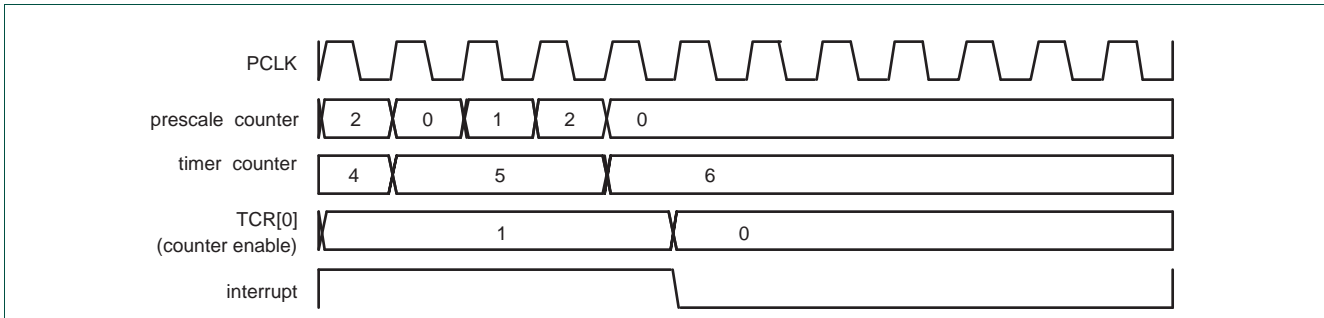 PCLK
prescale counter
2 0 1 2 0
timer counter
4 5 6
TCR[0]
(counter enable)
1 0
interrupt